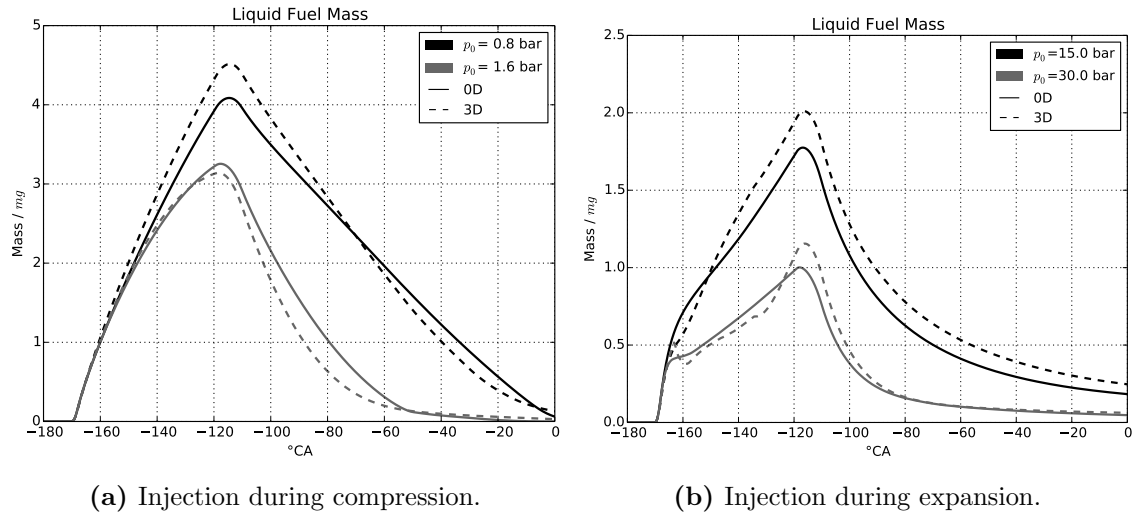 Liquid Fuel Mass
5
4
3
2
1
0
Mass / mg
−180
−160
−140
−120
−100
−80
−60
−40
−20
0
°CA
p₀ = 0.8 bar
p₀ = 1.6 bar
0D
3D
(a) Injection during compression.
Liquid Fuel Mass
2.5
2.0
1.5
1.0
0.5
0.0
Mass / mg
−180
−160
−140
−120
−100
−80
−60
−40
−20
0
°CA
p₀ =15.0 bar
p₀ =30.0 bar
0D
3D
(b) Injection during expansion.